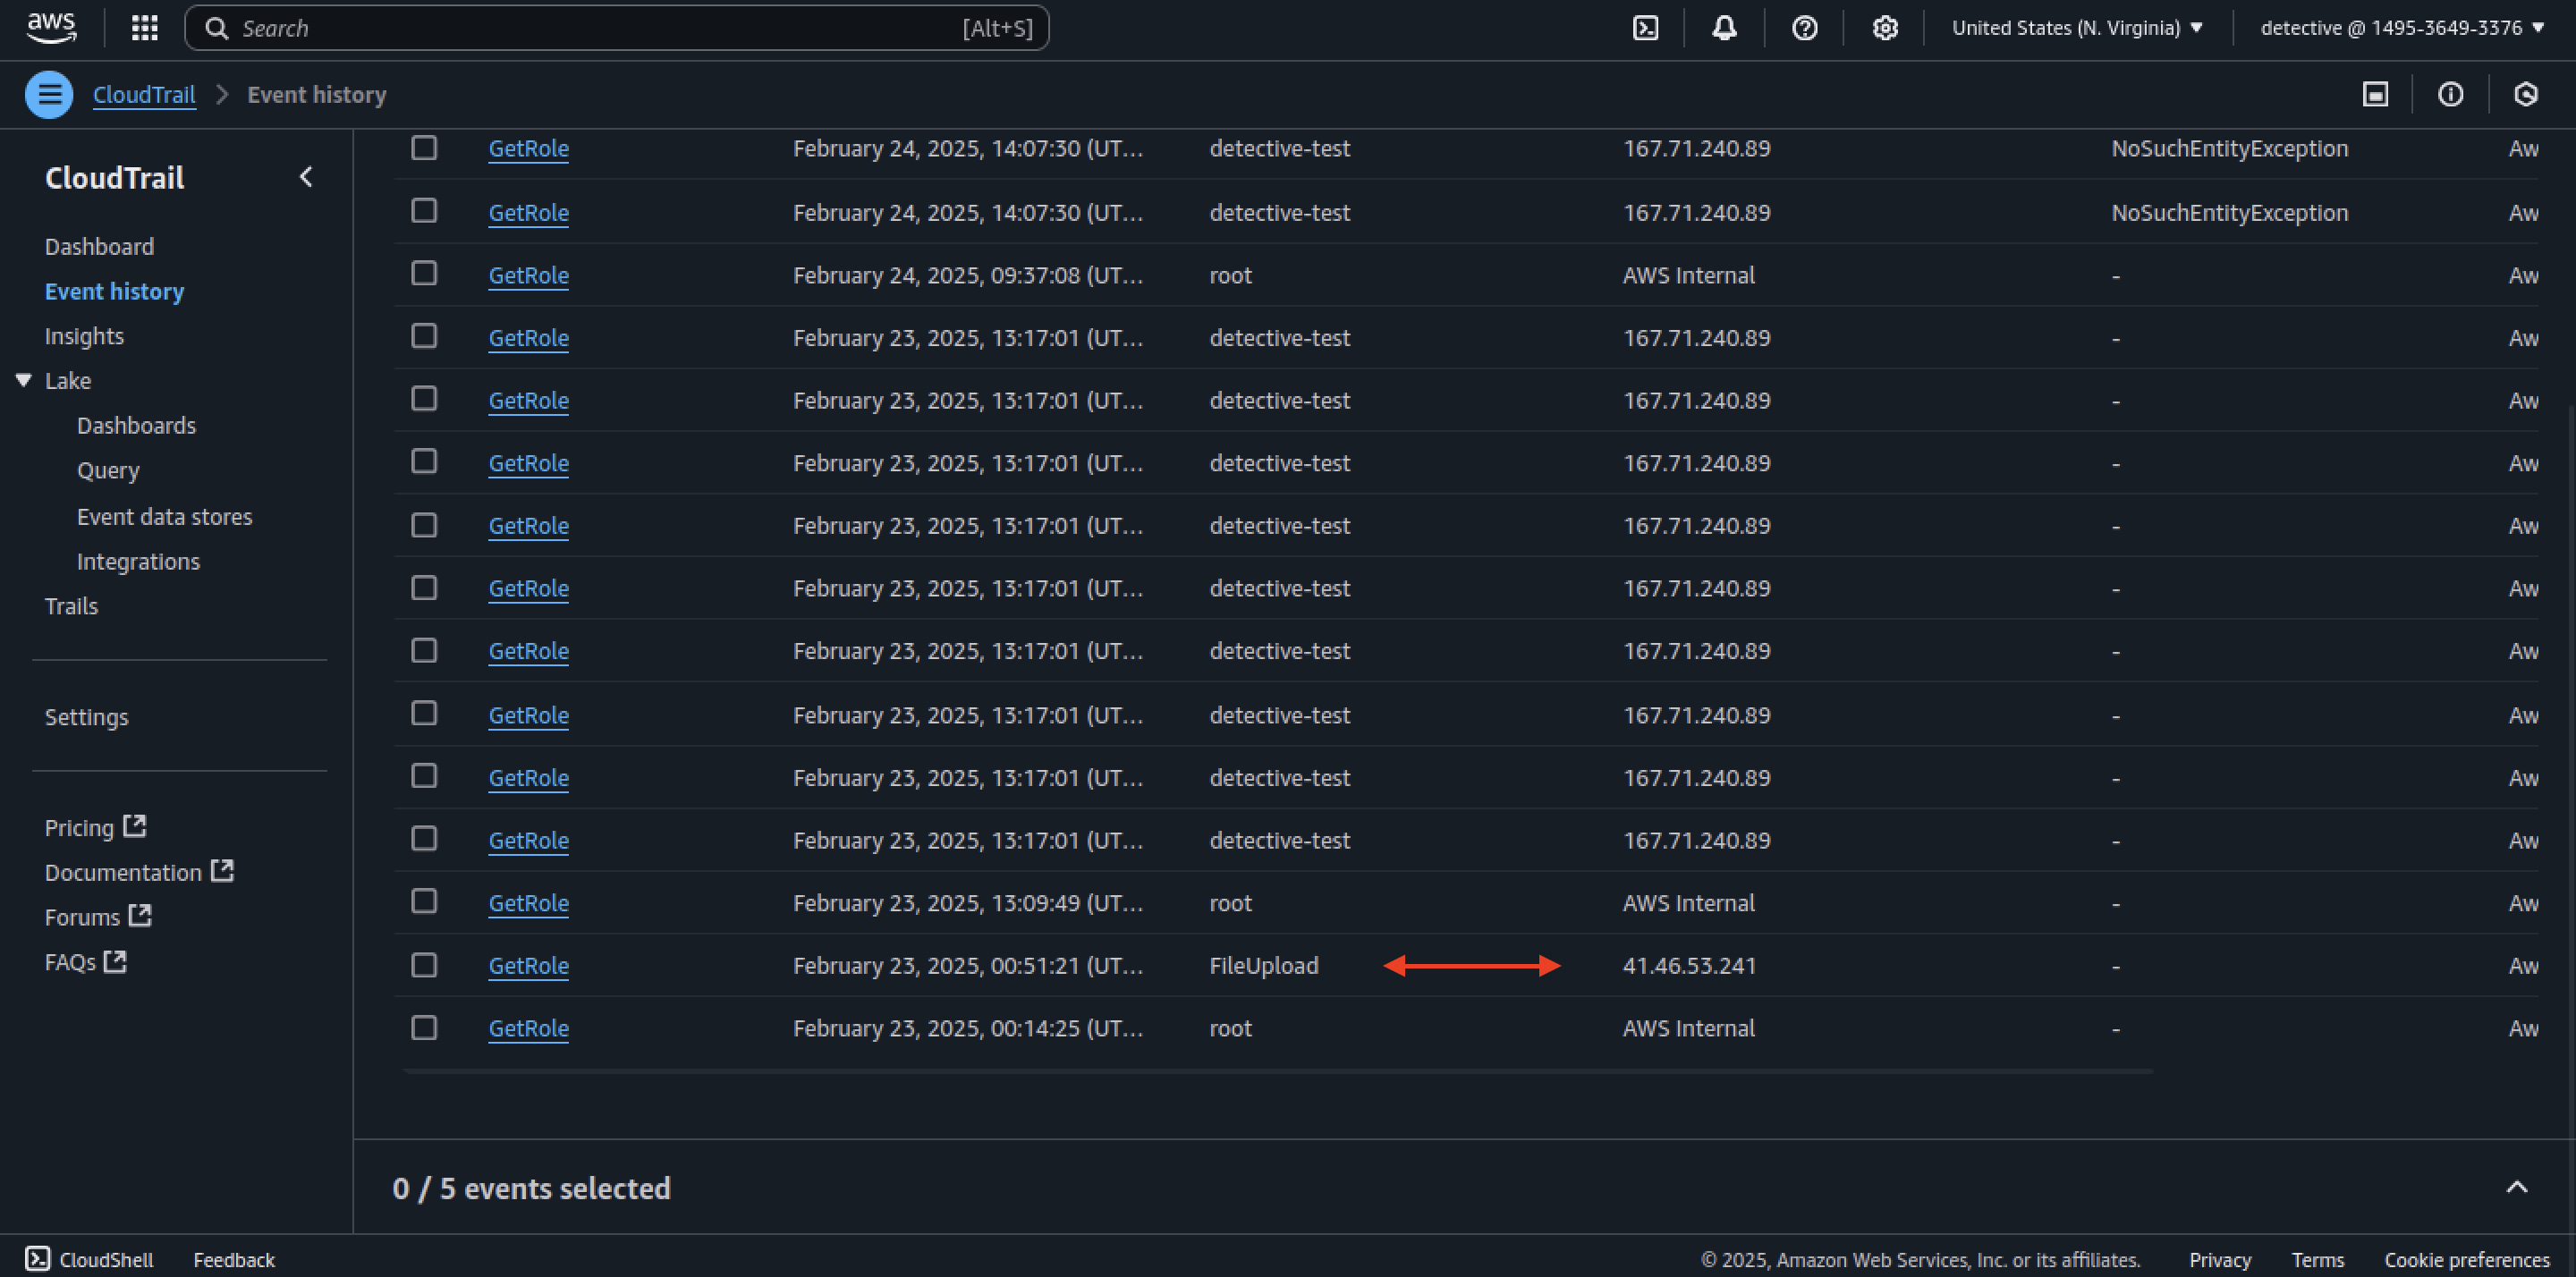 aws Search [Alt+S] United States (N. Virginia) detective @ 1495-3649-3376
CloudTrail Event history
CloudTrail
Dashboard
Event history
Insights
Lake
Dashboards
Query
Event data stores
Integrations
Trails
Settings
Pricing
Documentation
Forums
FAQs
GetRole February 24, 2025, 14:07:30 (UT… detective-test 167.71.240.89 NoSuchEntityException Aw
GetRole February 24, 2025, 14:07:30 (UT… detective-test 167.71.240.89 NoSuchEntityException Aw
GetRole February 24, 2025, 09:37:08 (UT… root AWS Internal - Aw
GetRole February 23, 2025, 13:17:01 (UT… detective-test 167.71.240.89 - Aw
GetRole February 23, 2025, 13:17:01 (UT… detective-test 167.71.240.89 - Aw
GetRole February 23, 2025, 13:17:01 (UT… detective-test 167.71.240.89 - Aw
GetRole February 23, 2025, 13:17:01 (UT… detective-test 167.71.240.89 - Aw
GetRole February 23, 2025, 13:17:01 (UT… detective-test 167.71.240.89 - Aw
GetRole February 23, 2025, 13:17:01 (UT… detective-test 167.71.240.89 - Aw
GetRole February 23, 2025, 13:17:01 (UT… detective-test 167.71.240.89 - Aw
GetRole February 23, 2025, 13:17:01 (UT… detective-test 167.71.240.89 - Aw
GetRole February 23, 2025, 13:17:01 (UT… detective-test 167.71.240.89 - Aw
GetRole February 23, 2025, 13:09:49 (UT… root AWS Internal - Aw
GetRole February 23, 2025, 00:51:21 (UT… FileUpload 41.46.53.241 - Aw
GetRole February 23, 2025, 00:14:25 (UT… root AWS Internal - Aw
0 / 5 events selected
CloudShell Feedback © 2025, Amazon Web Services, Inc. or its affiliates. Privacy Terms Cookie preferences